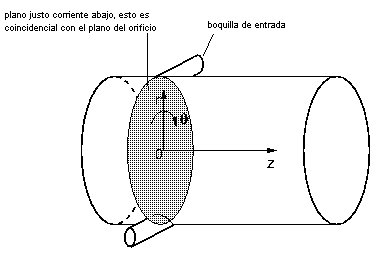 plano justo corriente abajo, esto es
coincidencial con el plano del orificio
boquilla de entrada
θ
0
z